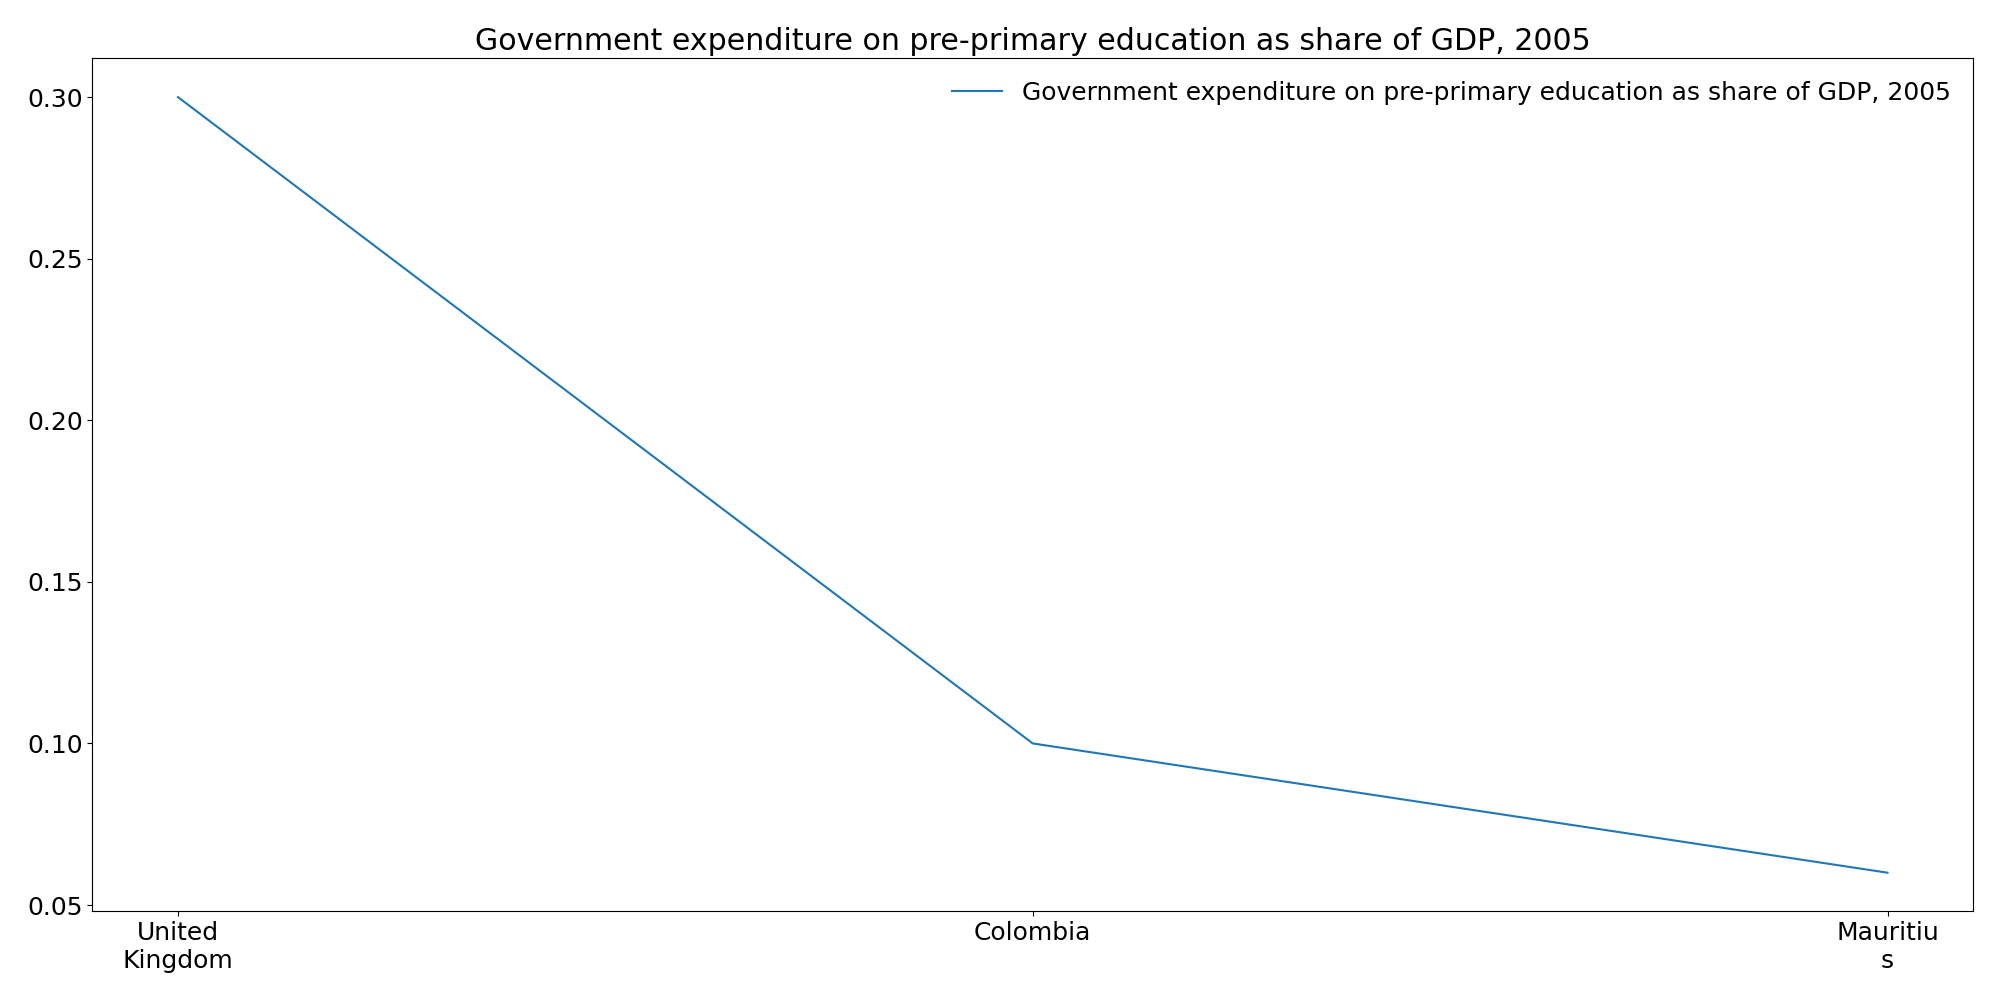 Government expenditure on pre-primary education as share of GDP, 2005
Government expenditure on pre-primary education as share of GDP, 2005
0.30
0.25
0.20
0.15
0.10
0.05
United
Kingdom
Colombia
Mauritiu
s